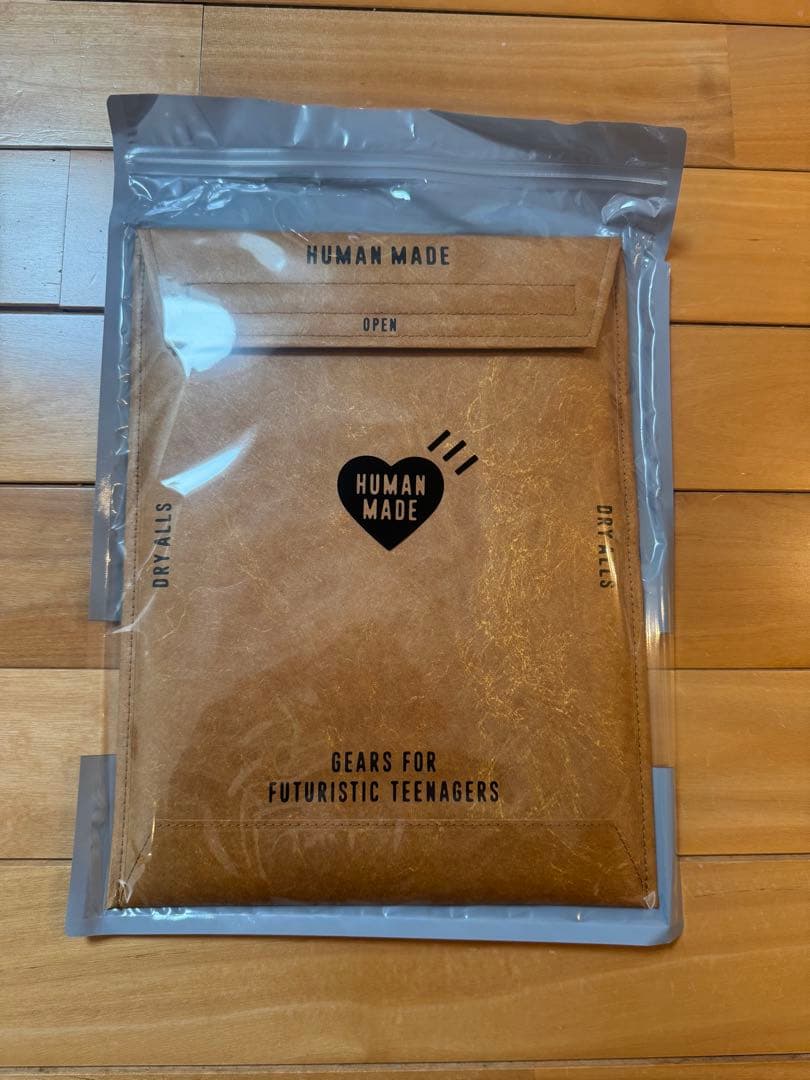 HUMAN MADE
OPEN
HUMAN
MADE
DRY ALLS
DRY ALLS
GEARS FOR
FUTURISTIC TEENAGERS